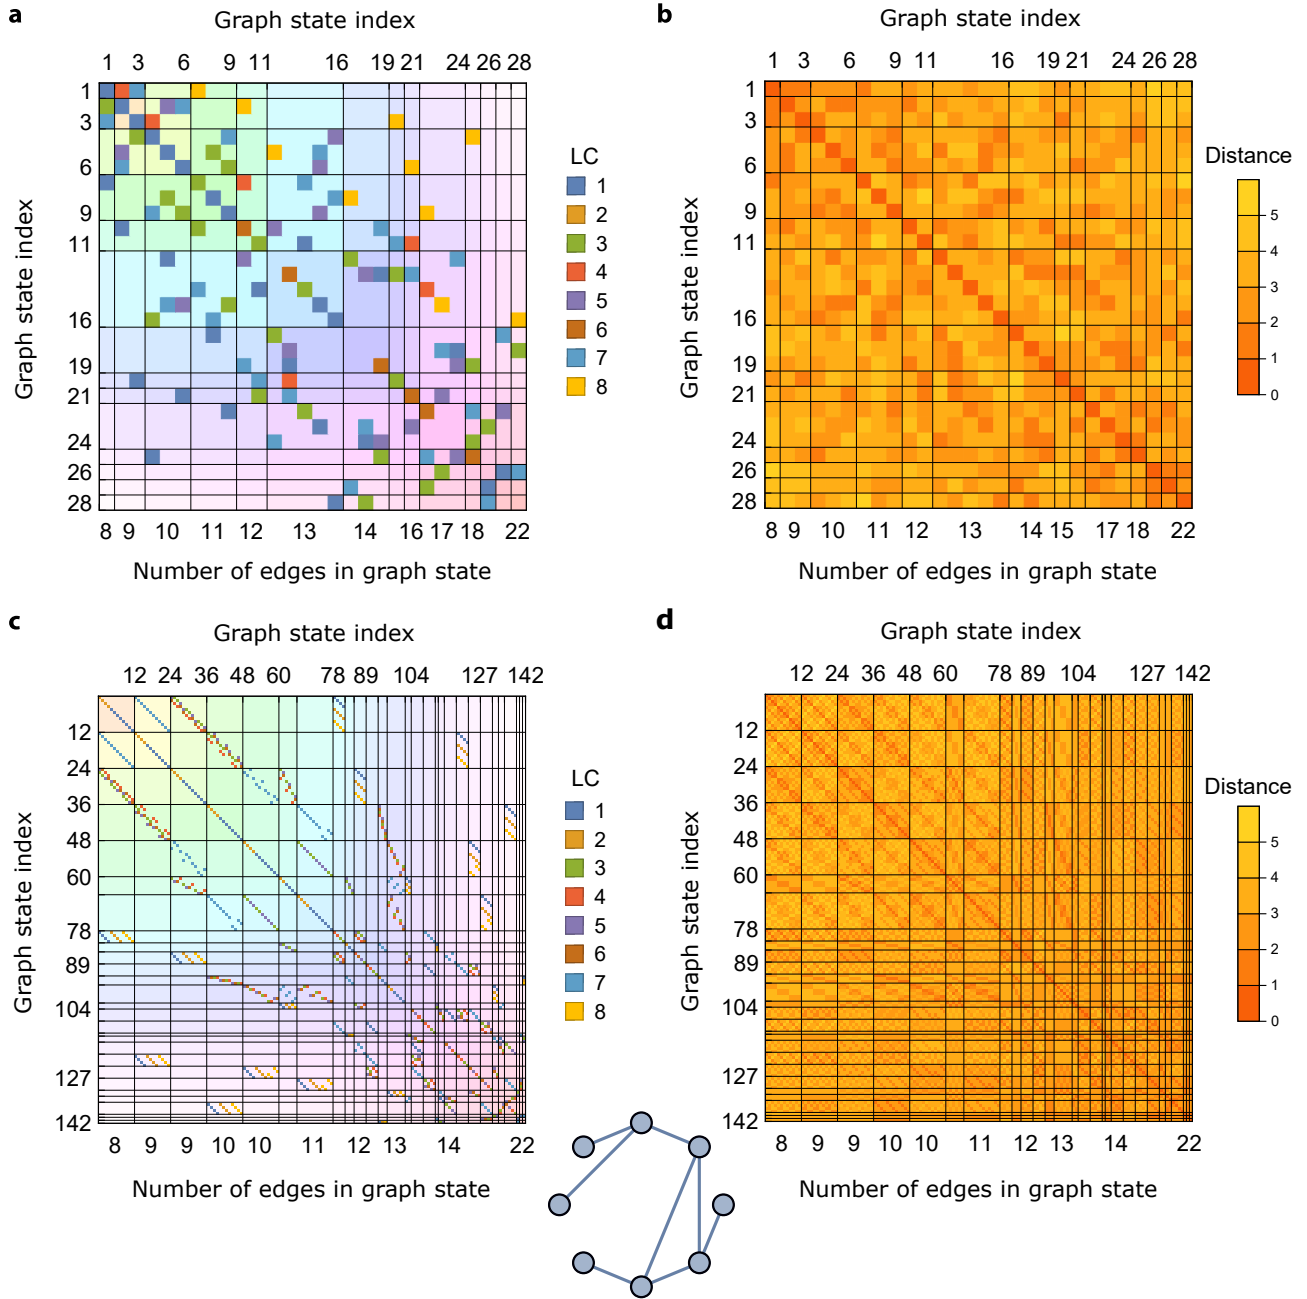 a
Graph state index
1 3 6 9 11 16 19 21 24 26 28
Graph state index
1
3
6
9
11
16
19
21
24
26
28
8 9 10 11 12 13 14 16 17 18 22
Number of edges in graph state
LC
1
2
3
4
5
6
7
8
b
Graph state index
1 3 6 9 11 16 19 21 24 26 28
Graph state index
1
3
6
9
11
16
19
21
24
26
28
8 9 10 11 12 13 14 15 17 18 22
Number of edges in graph state
Distance
5
4
3
2
1
0
c
Graph state index
12 24 36 48 60 78 89 104 127 142
Graph state index
12
24
36
48
60
78
89
104
127
142
8 9 9 10 10 11 12 13 14 22
Number of edges in graph state
LC
1
2
3
4
5
6
7
8
d
Graph state index
12 24 36 48 60 78 89 104 127 142
Graph state index
12
24
36
48
60
78
89
104
127
142
8 9 9 10 10 11 12 13 14 22
Number of edges in graph state
Distance
5
4
3
2
1
0